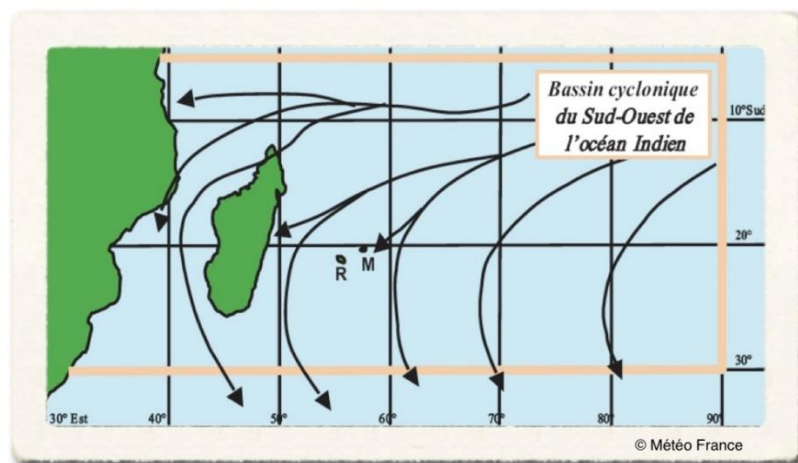 Bassin cyclonique
du Sud-Ouest de
l'océan Indien
10°Sud
20°
R
M
30°
30° Est
40°
50°
60°
70°
80°
90°
© Météo France